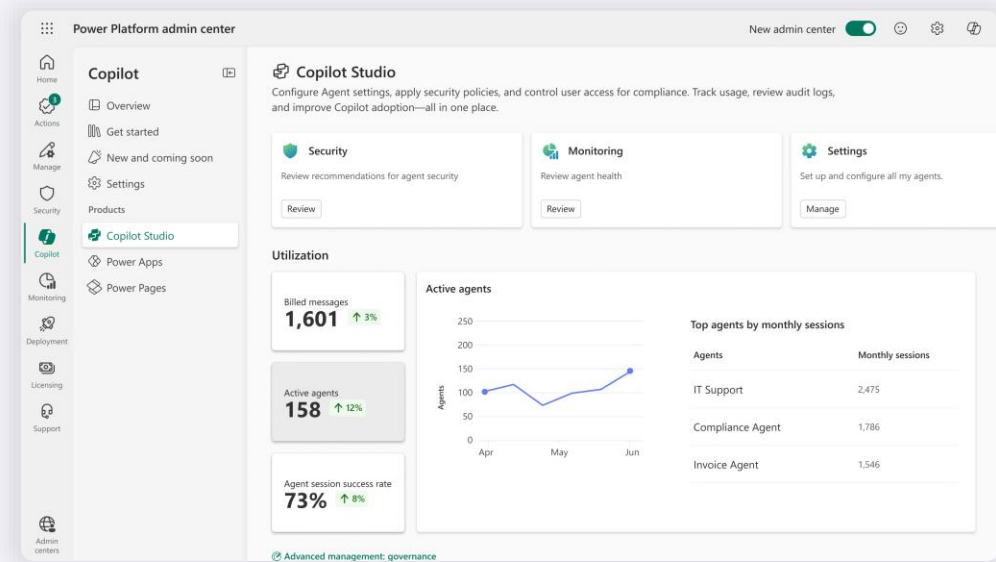 Power Platform admin center
New admin center
Home
3
Actions
Manage
Security
Copilot
Monitoring
Deployment
Licensing
Support
Admin
centers
Copilot
Overview
Get started
New and coming soon
Settings
Products
Copilot Studio
Power Apps
Power Pages
Copilot Studio
Configure Agent settings, apply security policies, and control user access for compliance. Track usage, review audit logs,
and improve Copilot adoption—all in one place.
Security
Review recommendations for agent security
Review
Monitoring
Review agent health
Review
Settings
Set up and configure all my agents.
Manage
Utilization
Billed messages
1,601 ↑ 3%
Active agents
158 ↑ 12%
Agent session success rate
73% ↑ 8%
Active agents
Agents
250
200
150
100
50
0
Apr May Jun
Top agents by monthly sessions
Agents Monthly sessions
IT Support 2,475
Compliance Agent 1,786
Invoice Agent 1,546
Advanced management: governance